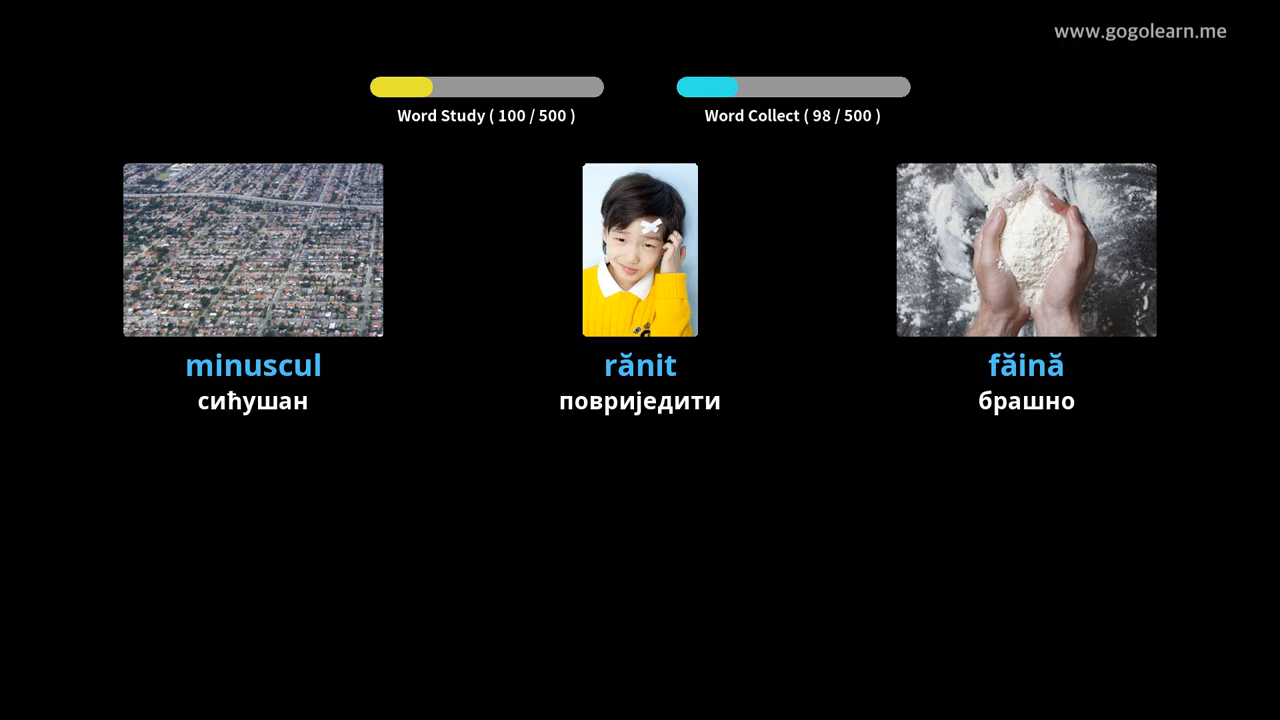 www.gogolearn.me
Word Study ( 100 / 500 )
Word Collect ( 98 / 500 )
minuscul
сићушан
rănit
повриједити
făină
брашно